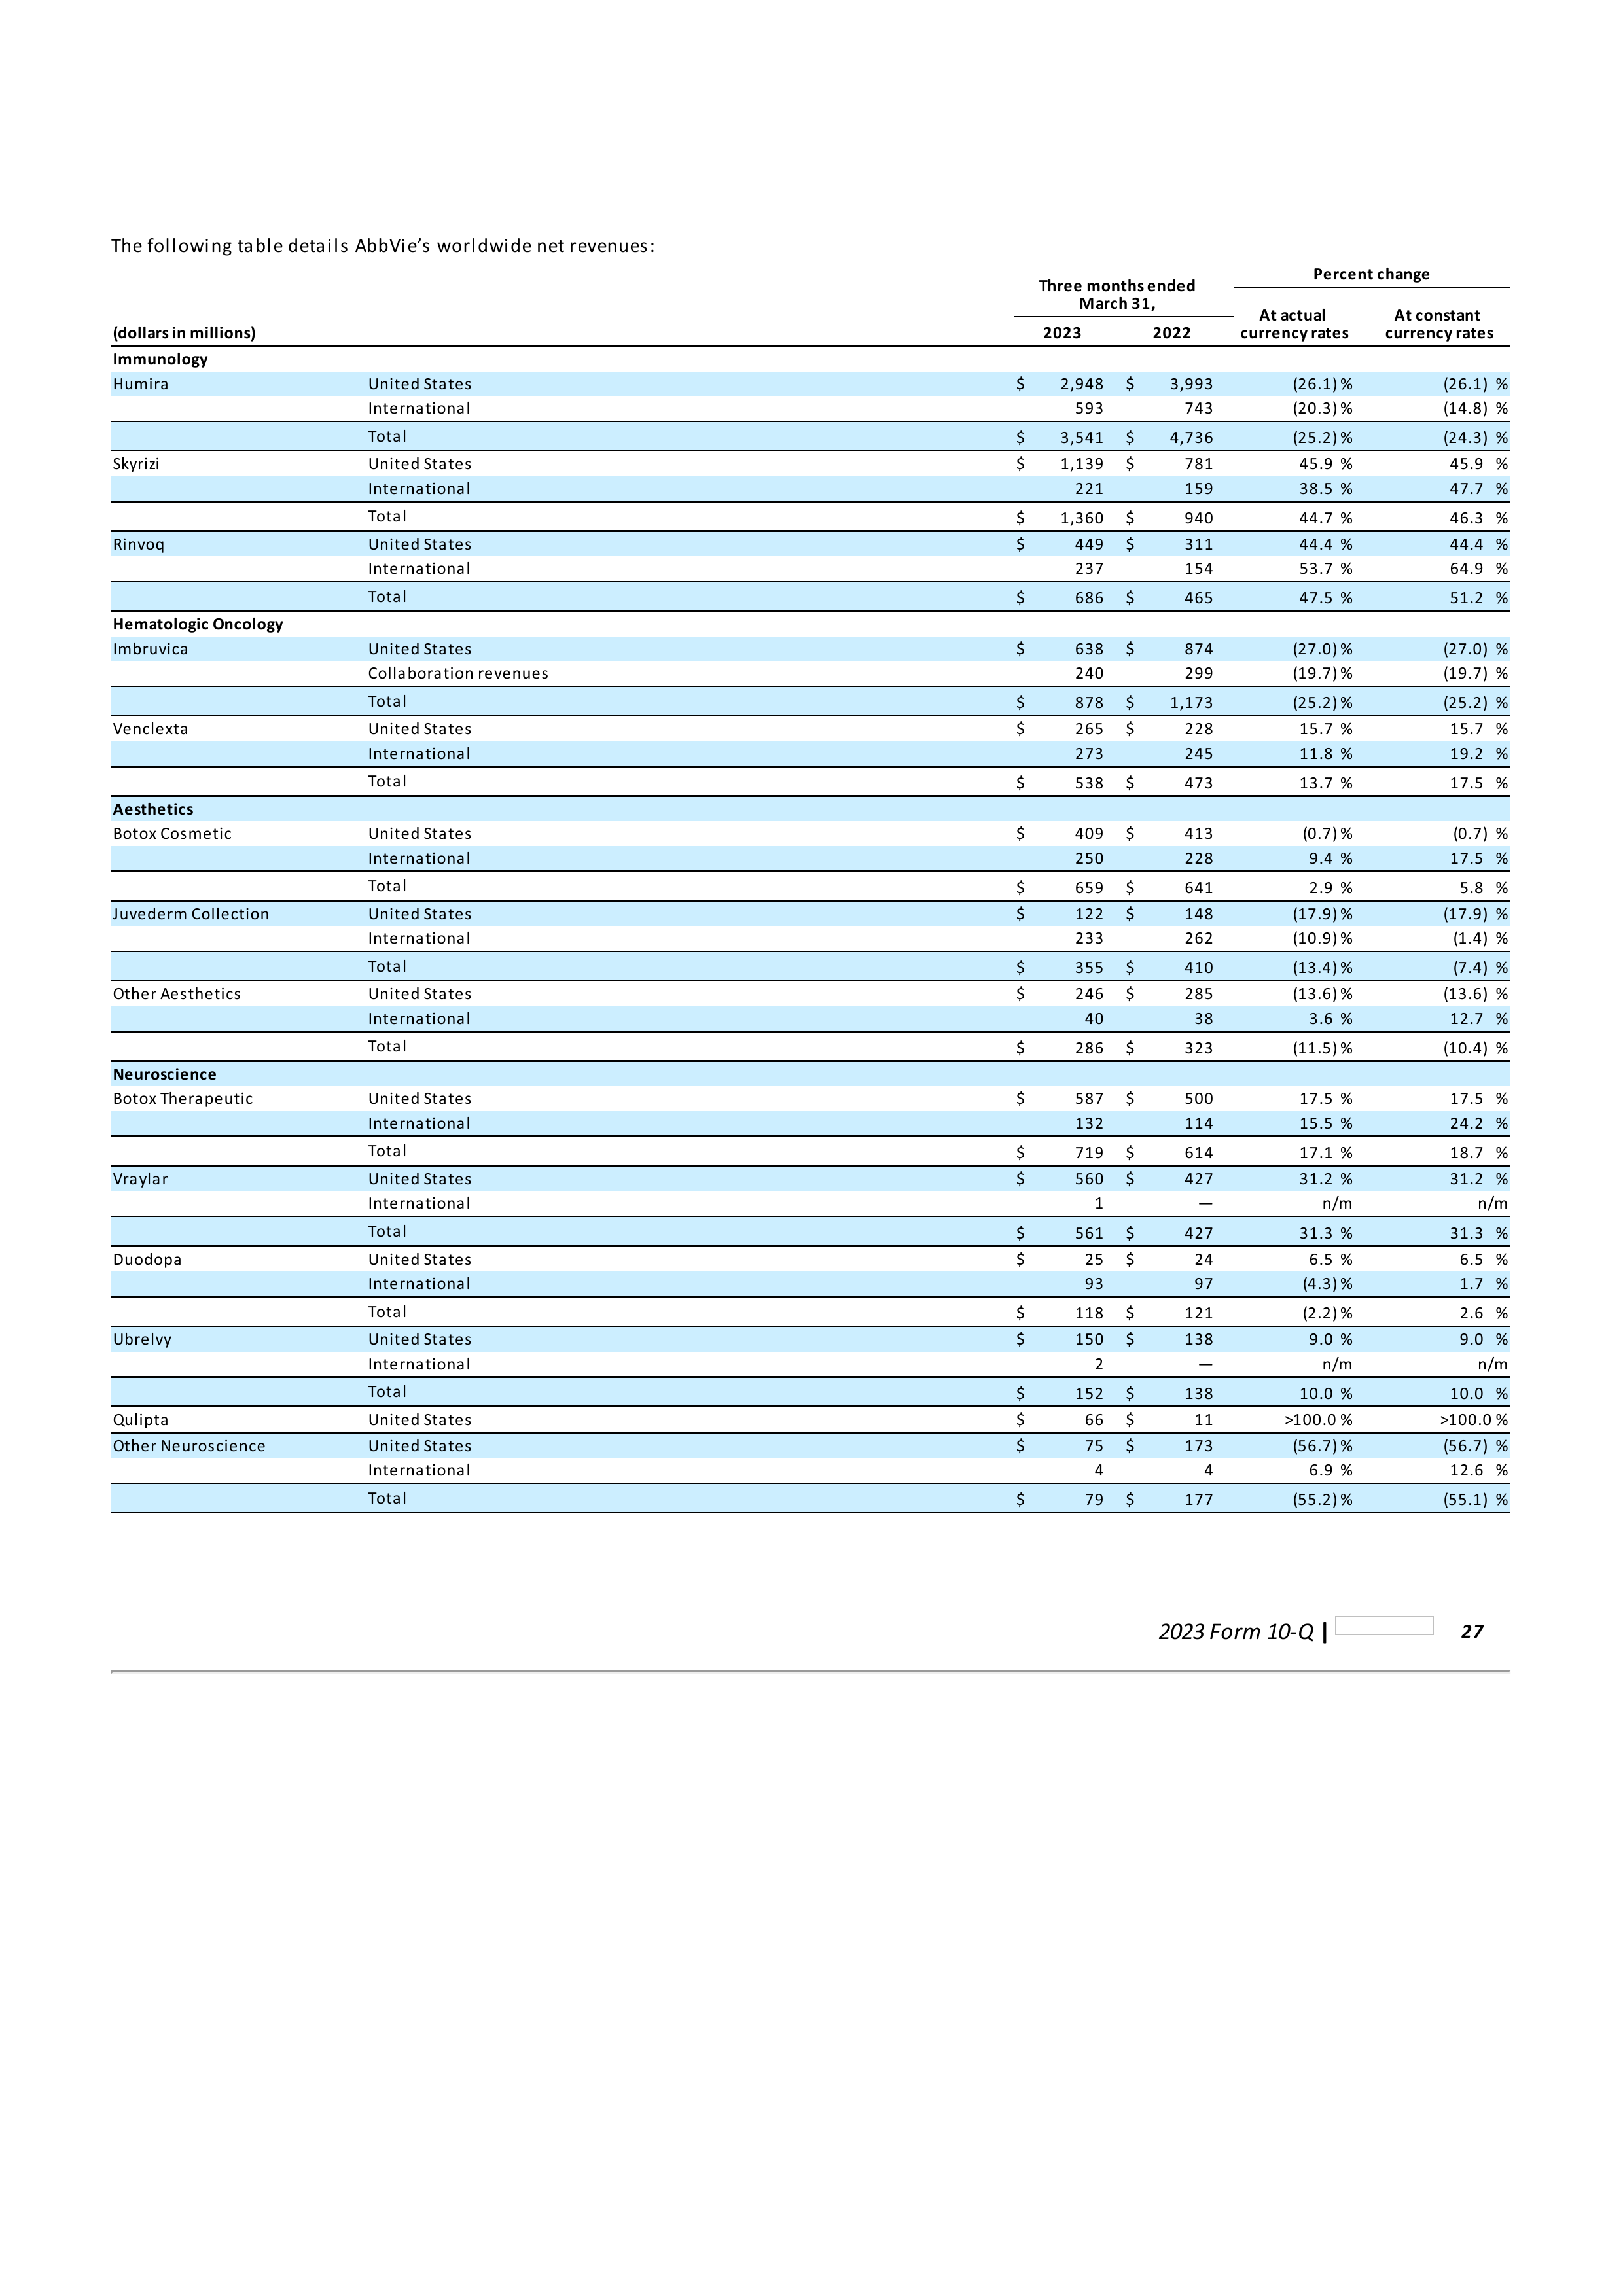 The following table details AbbVie’s worldwide net revenues:
Percent change
Three months ended
March 31,
At actual
currency rates
At constant
currency rates
(dollars in millions) 2023 2022
Immunology
Humira United States $ 2,948 $ 3,993 (26.1)% (26.1) %
International 593 743 (20.3)% (14.8) %
Total $ 3,541 $ 4,736 (25.2)% (24.3) %
Skyrizi United States $ 1,139 $ 781 45.9 % 45.9 %
International 221 159 38.5 % 47.7 %
Total $ 1,360 $ 940 44.7 % 46.3 %
Rinvoq United States $ 449 $ 311 44.4 % 44.4 %
International 237 154 53.7 % 64.9 %
Total $ 686 $ 465 47.5 % 51.2 %
Hematologic Oncology
Imbruvica United States $ 638 $ 874 (27.0)% (27.0) %
Collaboration revenues 240 299 (19.7)% (19.7) %
Total $ 878 $ 1,173 (25.2)% (25.2) %
Venclexta United States $ 265 $ 228 15.7 % 15.7 %
International 273 245 11.8 % 19.2 %
Total $ 538 $ 473 13.7 % 17.5 %
Aesthetics
Botox Cosmetic United States $ 409 $ 413 (0.7)% (0.7) %
International 250 228 9.4 % 17.5 %
Total $ 659 $ 641 2.9 % 5.8 %
Juvederm Collection United States $ 122 $ 148 (17.9)% (17.9) %
International 233 262 (10.9)% (1.4) %
Total $ 355 $ 410 (13.4)% (7.4) %
Other Aesthetics United States $ 246 $ 285 (13.6)% (13.6) %
International 40 38 3.6 % 12.7 %
Total $ 286 $ 323 (11.5)% (10.4) %
Neuroscience
Botox Therapeutic United States $ 587 $ 500 17.5 % 17.5 %
International 132 114 15.5 % 24.2 %
Total $ 719 $ 614 17.1 % 18.7 %
Vraylar United States $ 560 $ 427 31.2 % 31.2 %
International 1 — n/m n/m
Total $ 561 $ 427 31.3 % 31.3 %
Duodopa United States $ 25 $ 24 6.5 % 6.5 %
International 93 97 (4.3)% 1.7 %
Total $ 118 $ 121 (2.2)% 2.6 %
Ubrelvy United States $ 150 $ 138 9.0 % 9.0 %
International 2 — n/m n/m
Total $ 152 $ 138 10.0 % 10.0 %
Qulipta United States $ 66 $ 11 >100.0 % >100.0 %
Other Neuroscience United States $ 75 $ 173 (56.7)% (56.7) %
International 4 4 6.9 % 12.6 %
Total $ 79 $ 177 (55.2)% (55.1) %
2023 Form 10-Q | 27